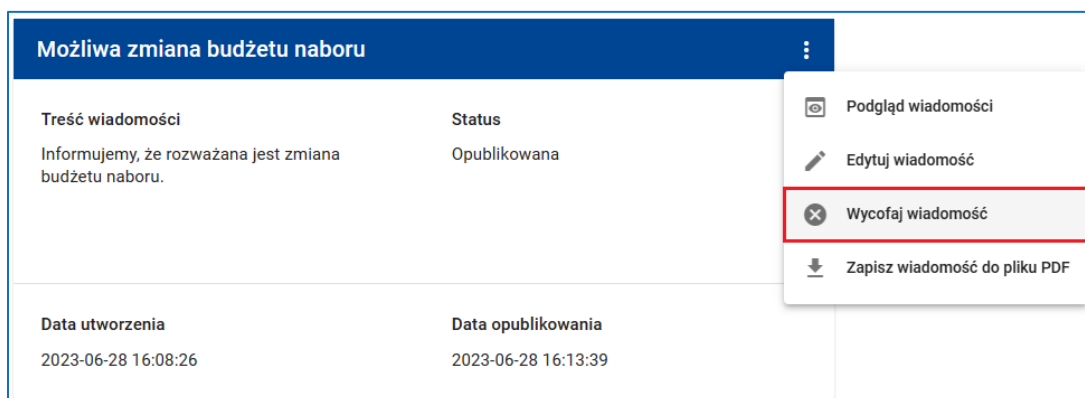 Możliwa zmiana budżetu naboru
Podgląd wiadomości
Treść wiadomości
Status
Informujemy, że rozważana jest zmiana
budżetu naboru.
Opublikowana
Edytuj wiadomość
Wycofaj wiadomość
Zapisz wiadomość do pliku PDF
Data utworzenia
Data opublikowania
2023-06-28 16:08:26
2023-06-28 16:13:39